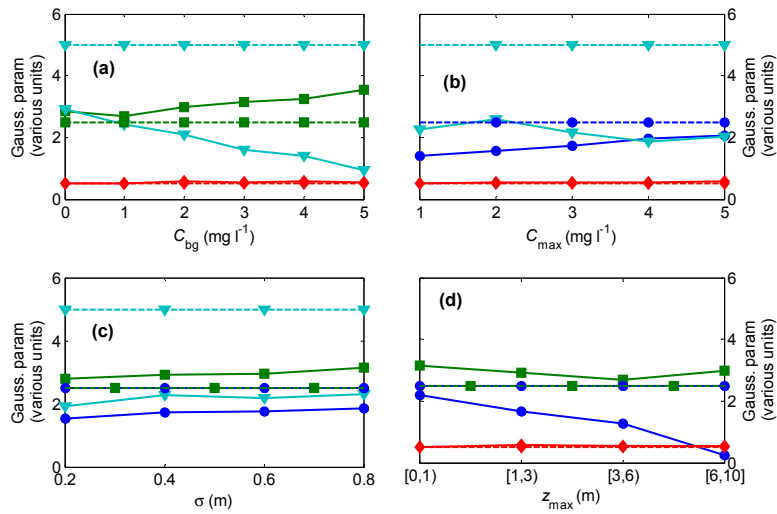 6
4
2
0
Gauss. param
(various units)
(a)
0 1 2 3 4 5
C_bg (mg l⁻¹)
6
4
2
0
Gauss. param
(various units)
(b)
1 2 3 4 5
C_max (mg l⁻¹)
6
4
2
0
Gauss. param
(various units)
(c)
0.2 0.4 0.6 0.8
σ (m)
6
4
2
0
Gauss. param
(various units)
(d)
[0,1) [1,3) [3,6) [6,10]
z_max (m)